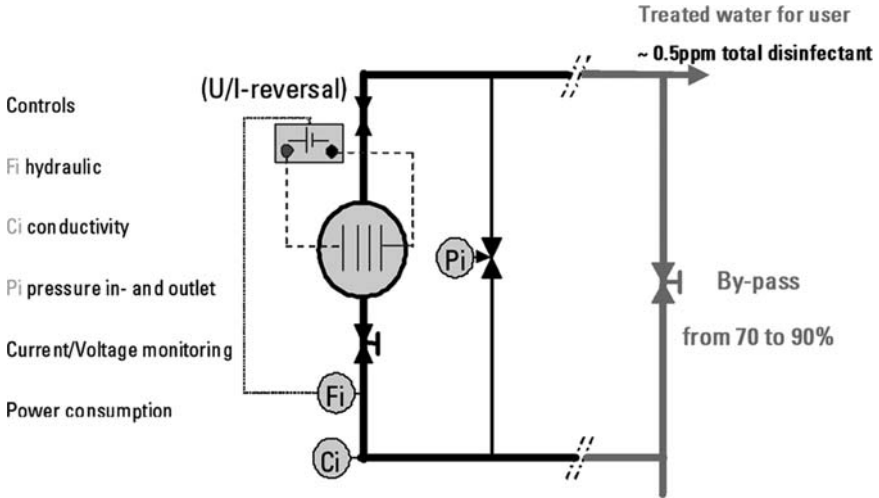 Treated water for user
~ 0.5ppm total disinfectant
(U/I-reversal)
Controls
Fi hydraulic
Ci conductivity
Pi pressure in- and outlet
Current/Voltage monitoring
Power consumption
Pi
By-pass
from 70 to 90%
Fi
Ci